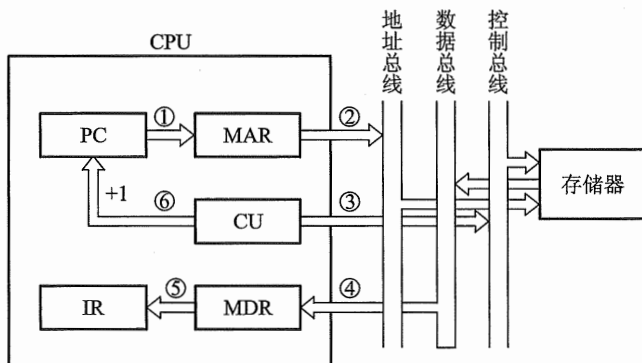 CPU
地址总线
数据总线
控制总线
PC
①
MAR
②
+1
⑥
CU
③
存储器
IR
⑤
MDR
④